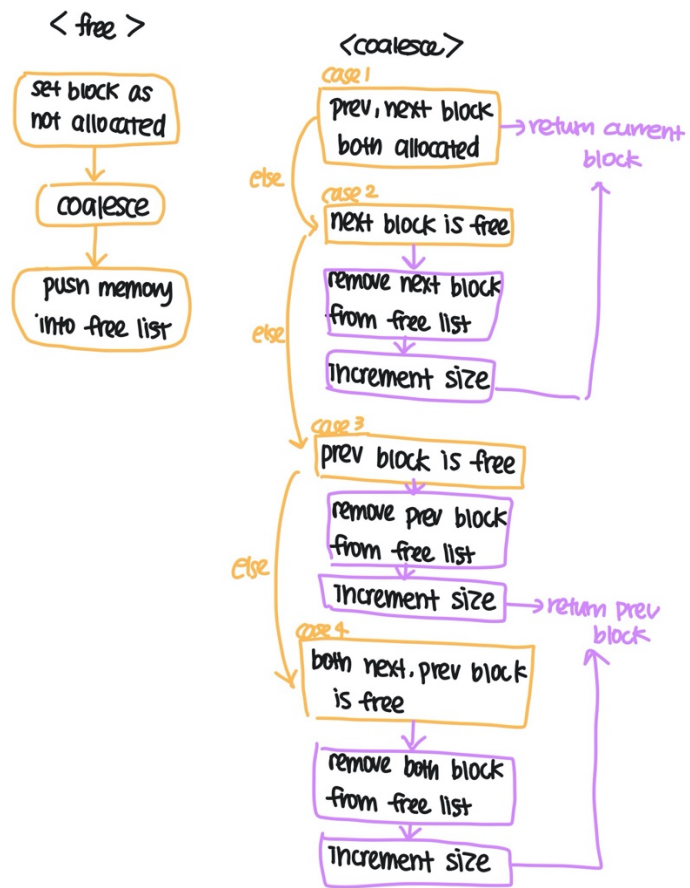 < free >
set block as
not allocated
coalesce
push memory
into free list
<coalesce>
case 1
prev, next block
both allocated
return current
block
else
case 2
next block is free
remove next block
from free list
increment size
else
case 3
prev block is free
remove prev block
from free list
increment size
return prev
block
else
case 4
both next, prev block
is free
remove both block
from free list
increment size